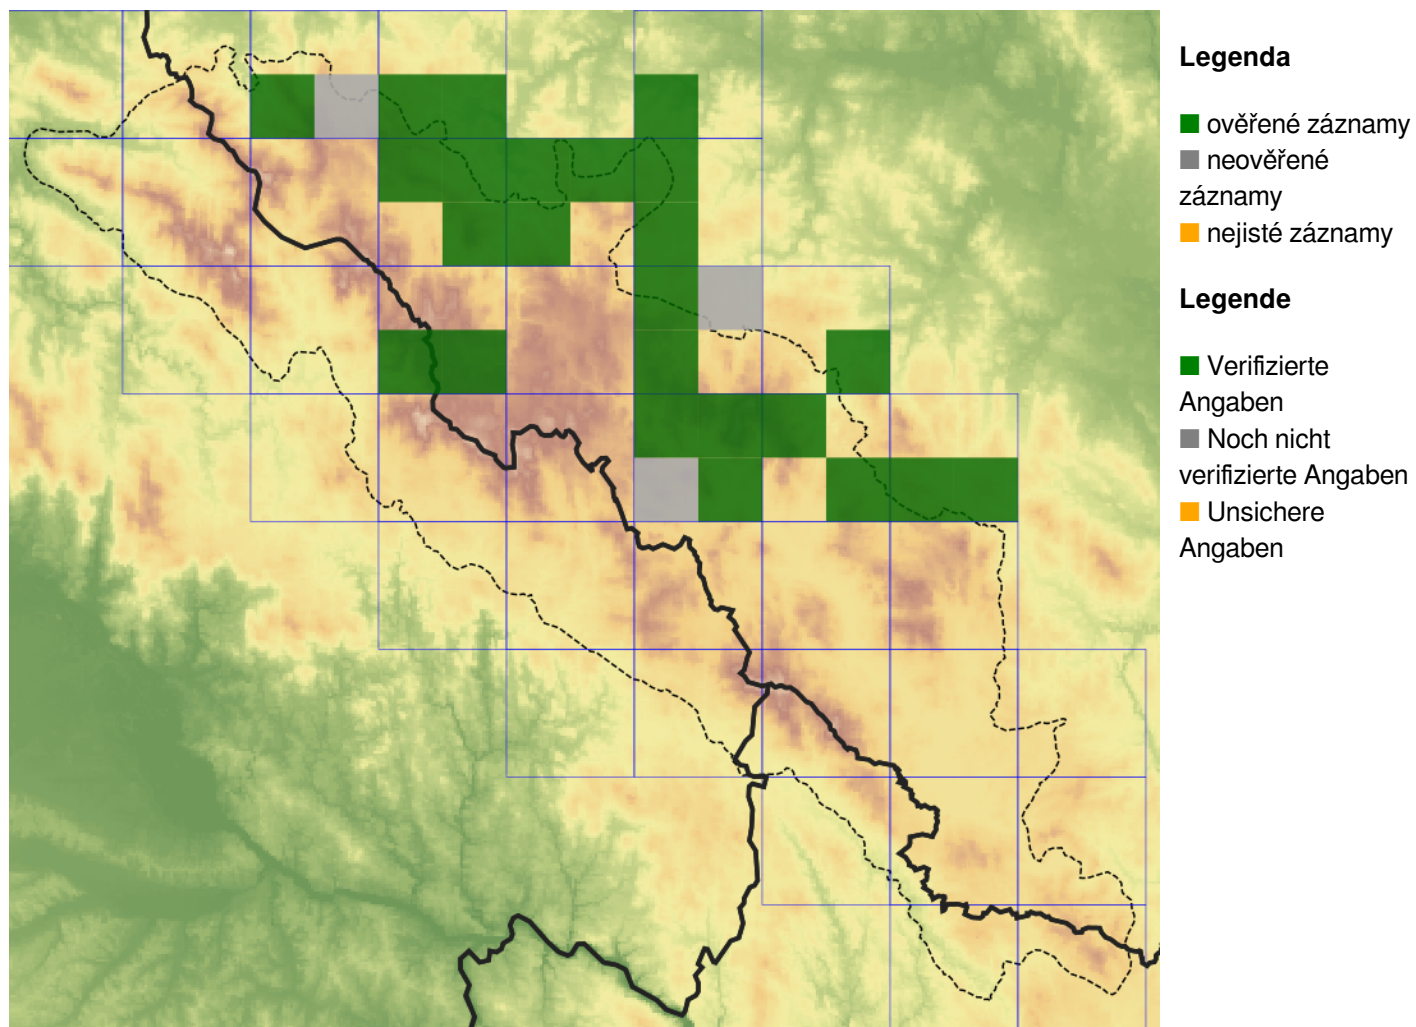 Legenda
ověřené záznamy
neověřené
záznamy
nejisté záznamy
Legende
Verifizierte
Angaben
Noch nicht
verifizierte Angaben
Unsichere
Angaben